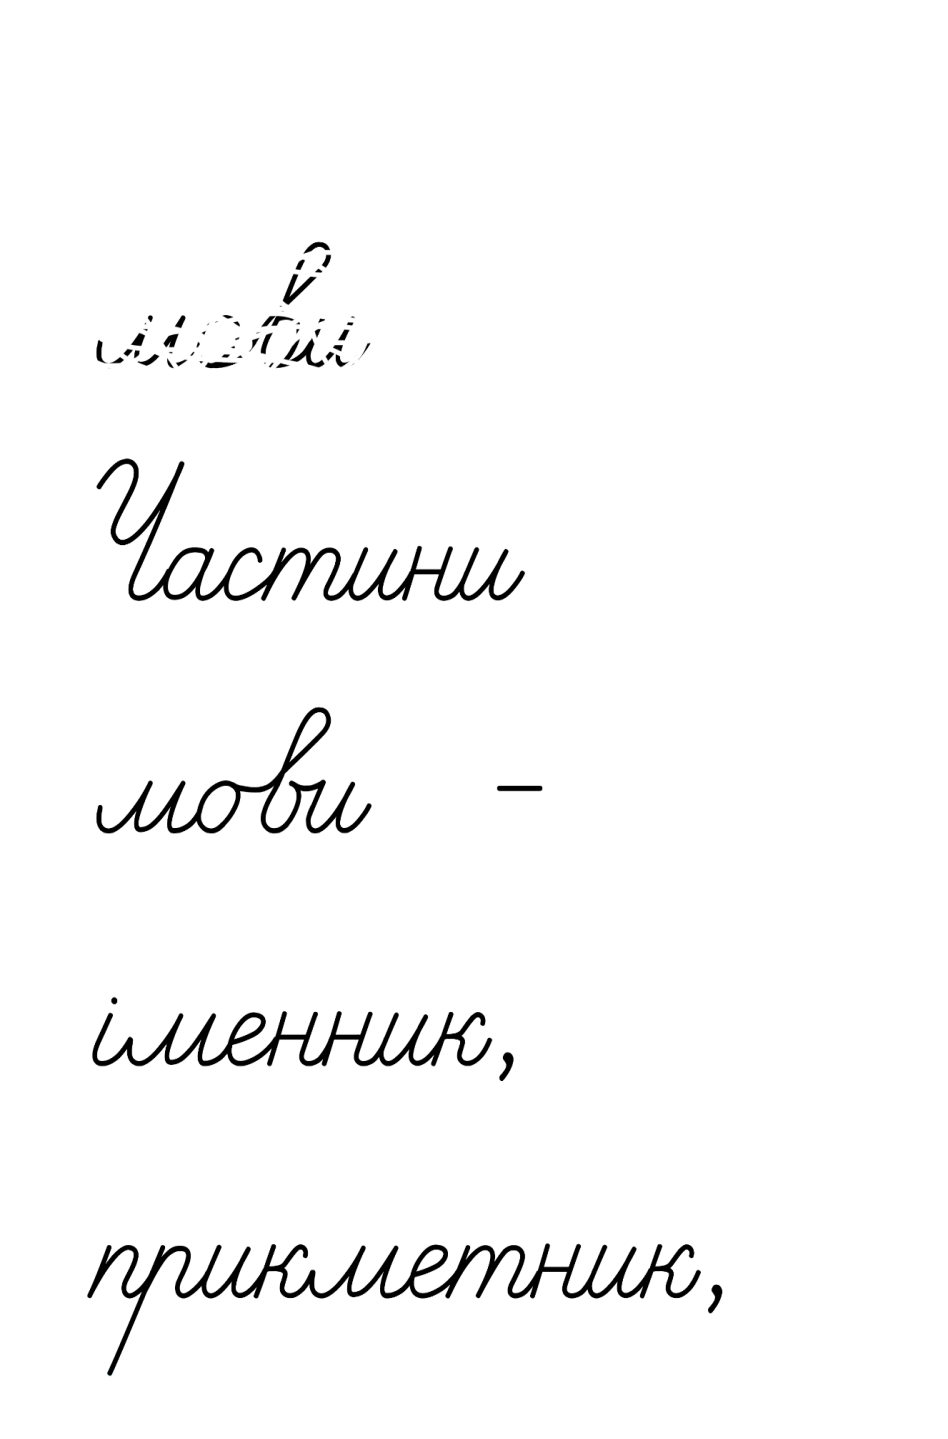 мови
Частини
мови -
іменник,
прикметник,